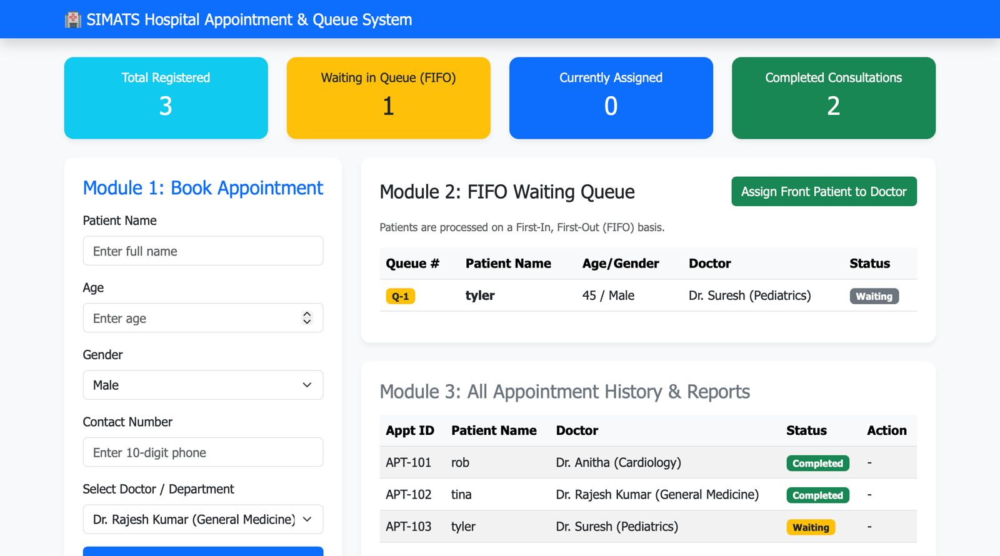 SIMATS Hospital Appointment & Queue System
Total Registered
3
Waiting in Queue (FIFO)
1
Currently Assigned
0
Completed Consultations
2
Module 1: Book Appointment
Patient Name
Enter full name
Age
Enter age
Gender
Male
Contact Number
Enter 10-digit phone
Select Doctor / Department
Dr. Rajesh Kumar (General Medicine)
Module 2: FIFO Waiting Queue
Assign Front Patient to Doctor
Patients are processed on a First-In, First-Out (FIFO) basis.
Queue # Patient Name Age/Gender Doctor Status
Q-1 tyler 45 / Male Dr. Suresh (Pediatrics) Waiting
Module 3: All Appointment History & Reports
Appt ID Patient Name Doctor Status Action
APT-101 rob Dr. Anitha (Cardiology) Completed -
APT-102 tina Dr. Rajesh Kumar (General Medicine) Completed -
APT-103 tyler Dr. Suresh (Pediatrics) Waiting -